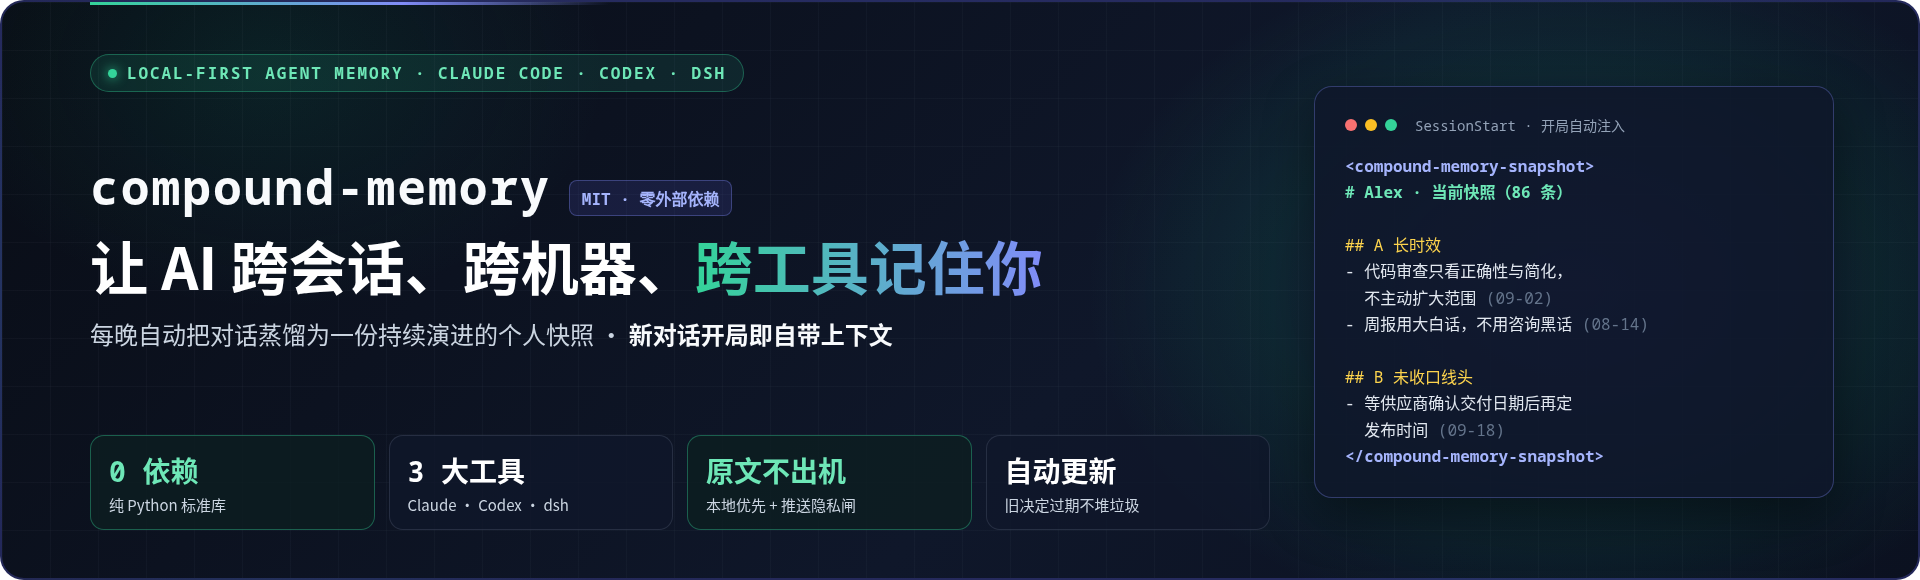 LOCAL-FIRST AGENT MEMORY · CLAUDE CODE · CODEX · DSH
compound-memory
MIT · 零外部依赖
让 AI 跨会话、跨机器、跨工具记住你
每晚自动把对话蒸馏为一份持续演进的个人快照 · 新对话开局即自带上下文
0 依赖
纯 Python 标准库
3 大工具
Claude · Codex · dsh
原文不出机
本地优先 + 推送隐私闸
自动更新
旧决定过期不堆垃圾
SessionStart · 开局自动注入
<compound-memory-snapshot>
# Alex · 当前快照（86 条）
## A 长时效
- 代码审查只看正确性与简化，
不主动扩大范围 (09-02)
- 周报用大白话，不用咨询黑话 (08-14)
## B 未收口线头
- 等供应商确认交付日期后再定
发布时间 (09-18)
</compound-memory-snapshot>